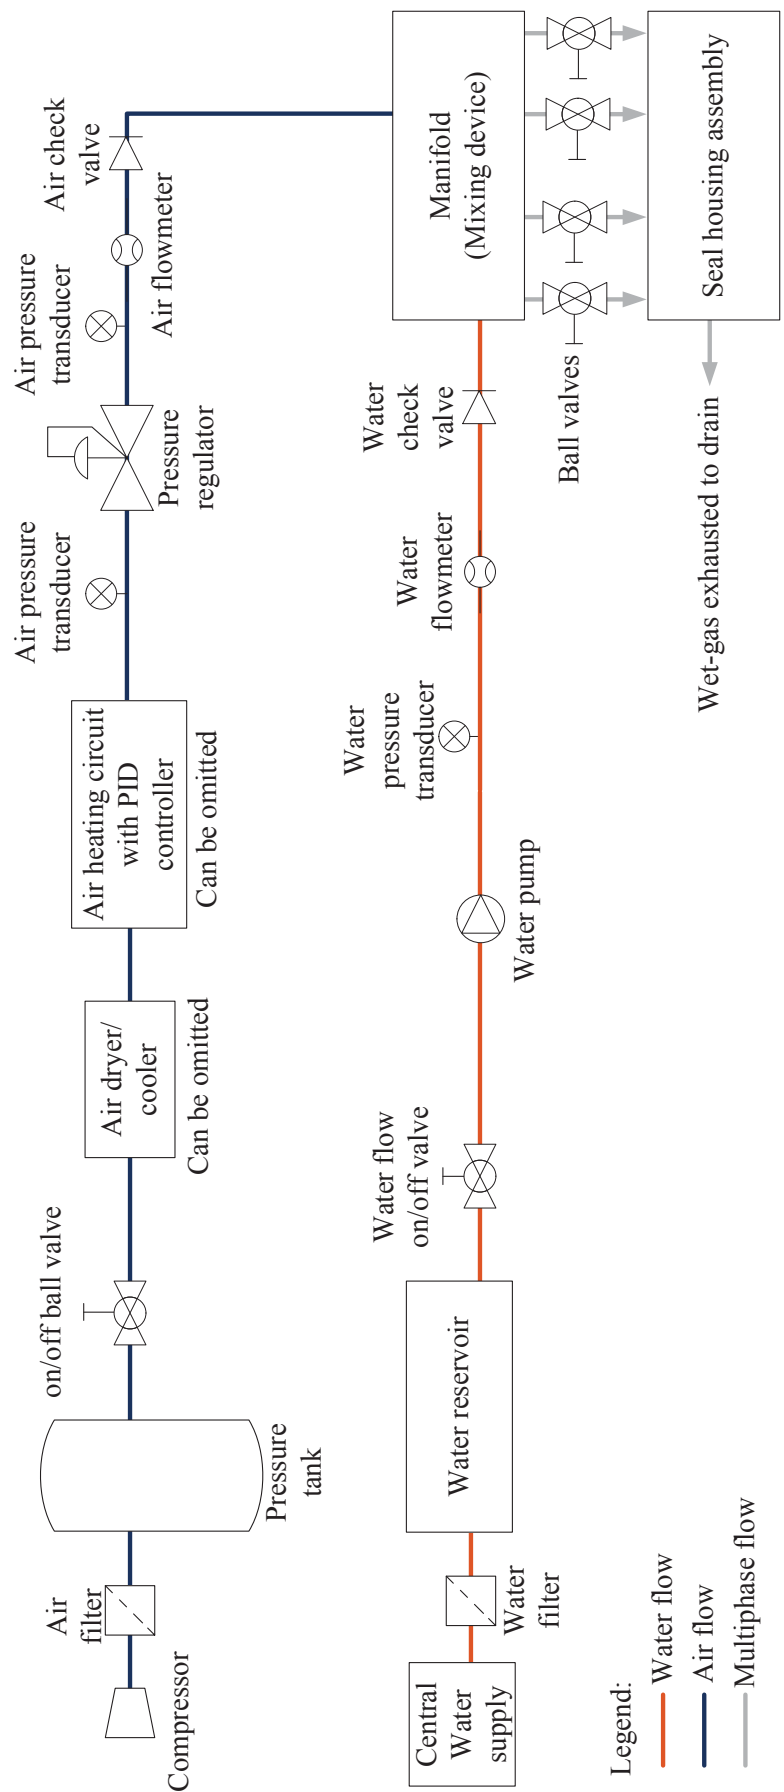 Compressor
Air
filter
Pressure
tank
on/off ball valve
Air dryer/
cooler
Can be omitted
Air heating circuit
with PID
controller
Can be omitted
Air pressure
transducer
Pressure
regulator
Air pressure
transducer
Air flowmeter
Air check
valve
Central
Water
supply
Water
filter
Water reservoir
Water flow
on/off valve
Water pump
Water
pressure
transducer
Water
flowmeter
Water
check
valve
Manifold
(Mixing device)
Ball valves
Seal housing assembly
Wet-gas exhausted to drain
Legend:
Water flow
Air flow
Multiphase flow